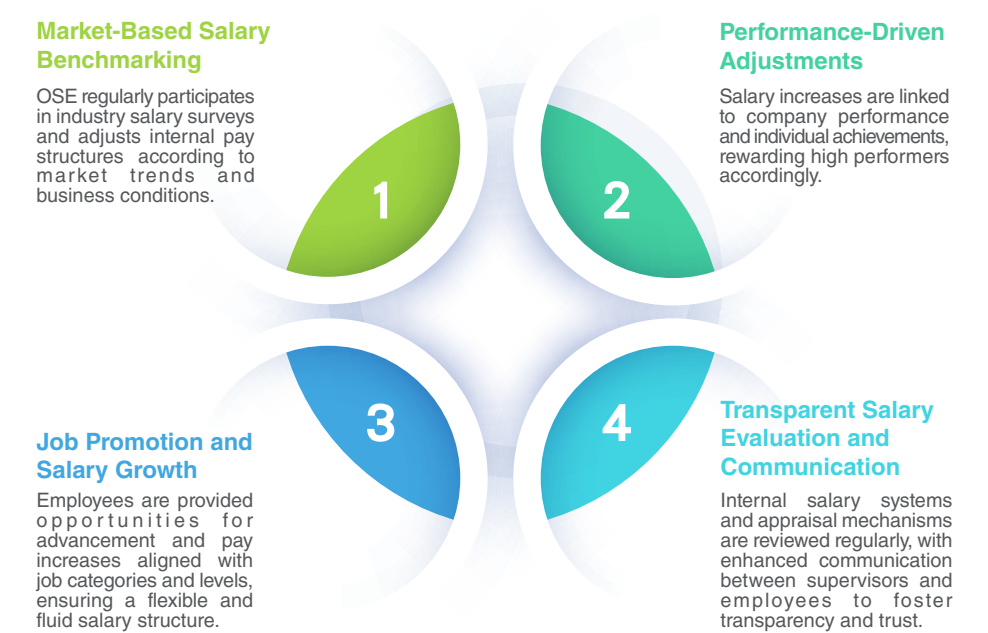 Market-Based Salary
Benchmarking
OSE regularly participates
in industry salary surveys
and adjusts internal pay
structures according to
market trends and
business conditions.
1
Performance-Driven
Adjustments
Salary increases are linked
to company performance
and individual achievements,
rewarding high performers
accordingly.
2
Job Promotion and
Salary Growth
Employees are provided
opportunities for
advancement and pay
increases aligned with
job categories and levels,
ensuring a flexible and
fluid salary structure.
3
Transparent Salary
Evaluation and
Communication
Internal salary systems
and appraisal mechanisms
are reviewed regularly, with
enhanced communication
between supervisors and
employees to foster
transparency and trust.
4